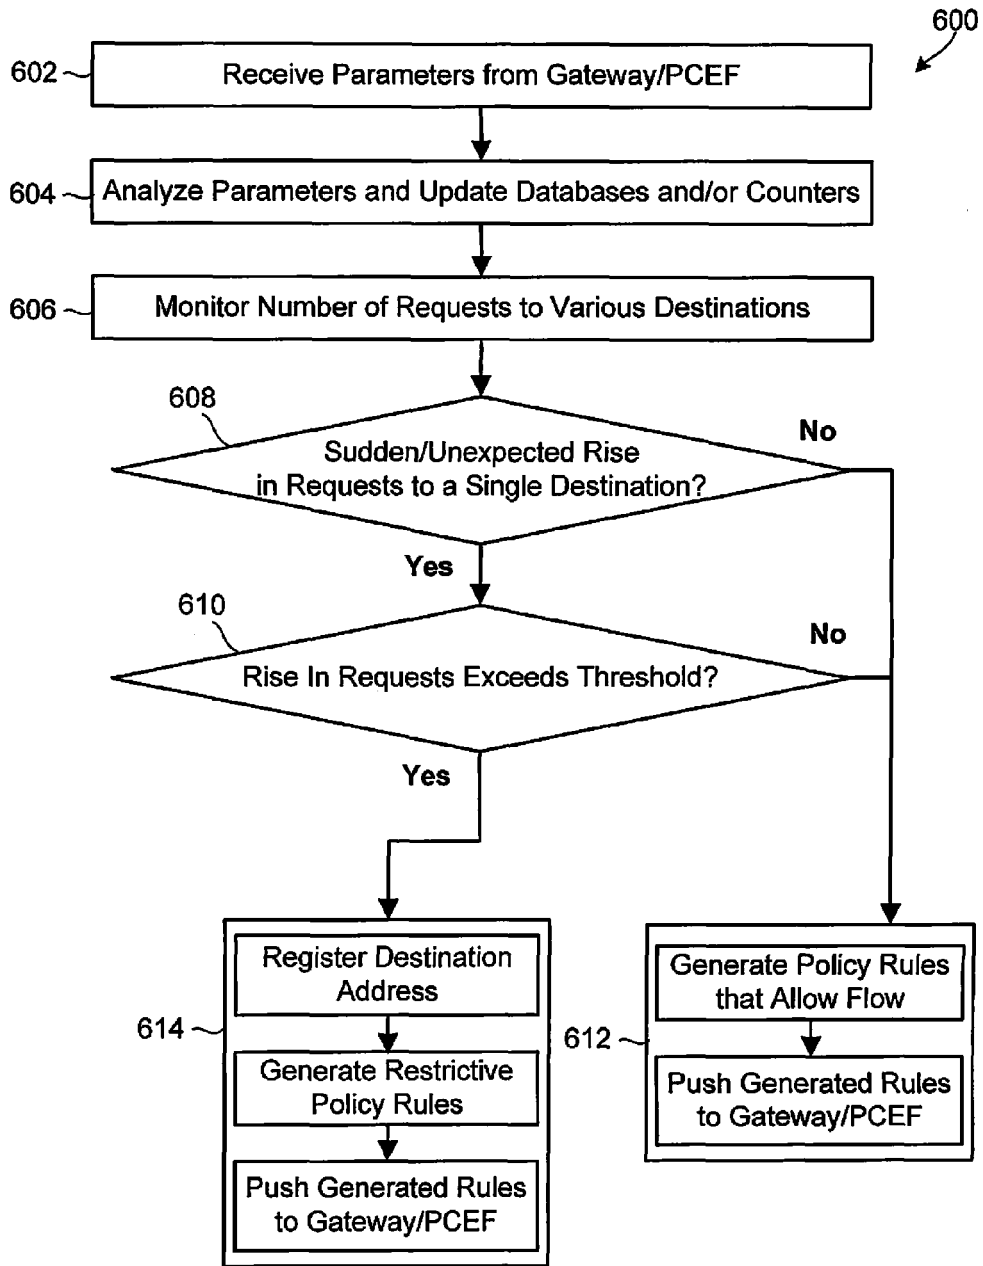 600
602
Receive Parameters from Gateway/PCEF
604
Analyze Parameters and Update Databases and/or Counters
606
Monitor Number of Requests to Various Destinations
608
Sudden/Unexpected Rise
in Requests to a Single Destination?
No
Yes
610
Rise In Requests Exceeds Threshold?
No
Yes
614
Register Destination
Address
Generate Restrictive
Policy Rules
Push Generated Rules
to Gateway/PCEF
612
Generate Policy Rules
that Allow Flow
Push Generated Rules
to Gateway/PCEF